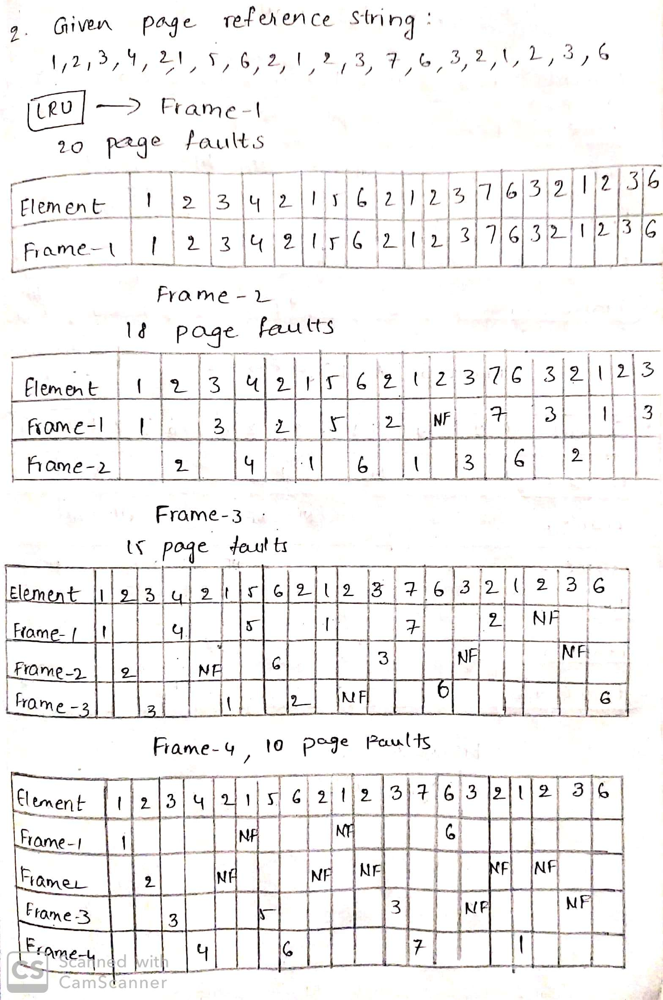 2. Given page reference string :
1,2,3,4,2,1,5,6,2,1,2,3,7,6,3,2,1,2,3,6
LRU → Frame-1
20 page faults
Element 1 2 3 4 2 1 5 6 2 1 2 3 7 6 3 2 1 2 3 6
Frame-1 1 2 3 4 2 1 5 6 2 1 2 3 7 6 3 2 1 2 3 6
Frame-2
18 page faults
Element 1 2 3 4 2 1 5 6 2 1 2 3 7 6 3 2 1 2 3
Frame-1 1 3 2 5 2 NF 7 3 1 3
Frame-2 2 4 1 6 1 3 6 2
Frame-3
15 page faults
Element 1 2 3 4 2 1 5 6 2 1 2 3 7 6 3 2 1 2 3 6
Frame-1 1 4 5 1 7 2 NF
Frame-2 2 NF 6 3 NF NF
Frame-3 3 1 2 NF 6 6
Frame-4, 10 page faults
Element 1 2 3 4 2 1 5 6 2 1 2 3 7 6 3 2 1 2 3 6
Frame-1 1 NF NF 6
Frame2 2 NF NF NF NF NF
Frame-3 3 5 3 NF NF
Frame-4 4 6 7 1
CS Scanned with
CamScanner